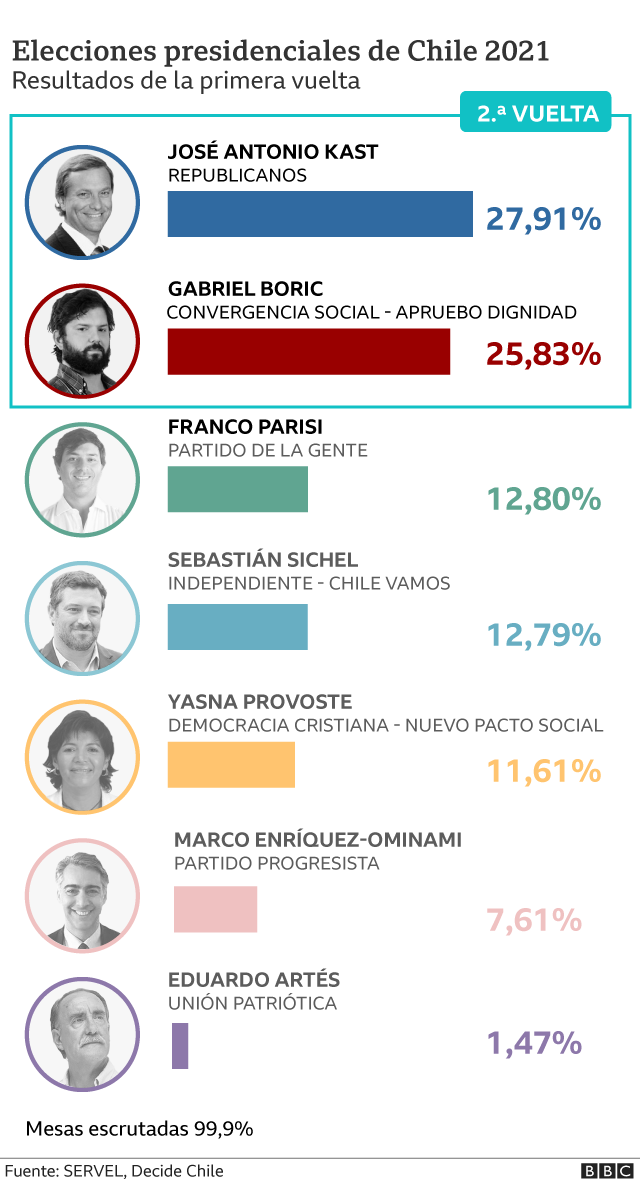 Elecciones presidenciales de Chile 2021
Resultados de la primera vuelta
2.ª VUELTA
JOSÉ ANTONIO KAST
REPUBLICANOS
27,91%
GABRIEL BORIC
CONVERGENCIA SOCIAL - APRUEBO DIGNIDAD
25,83%
FRANCO PARISI
PARTIDO DE LA GENTE
12,80%
SEBASTIÁN SICHEL
INDEPENDIENTE - CHILE VAMOS
12,79%
YASNA PROVOSTE
DEMOCRACIA CRISTIANA - NUEVO PACTO SOCIAL
11,61%
MARCO ENRÍQUEZ-OMINAMI
PARTIDO PROGRESISTA
7,61%
EDUARDO ARTÉS
UNIÓN PATRIÓTICA
1,47%
Mesas escrutadas 99,9%
Fuente: SERVEL, Decide Chile
BBC